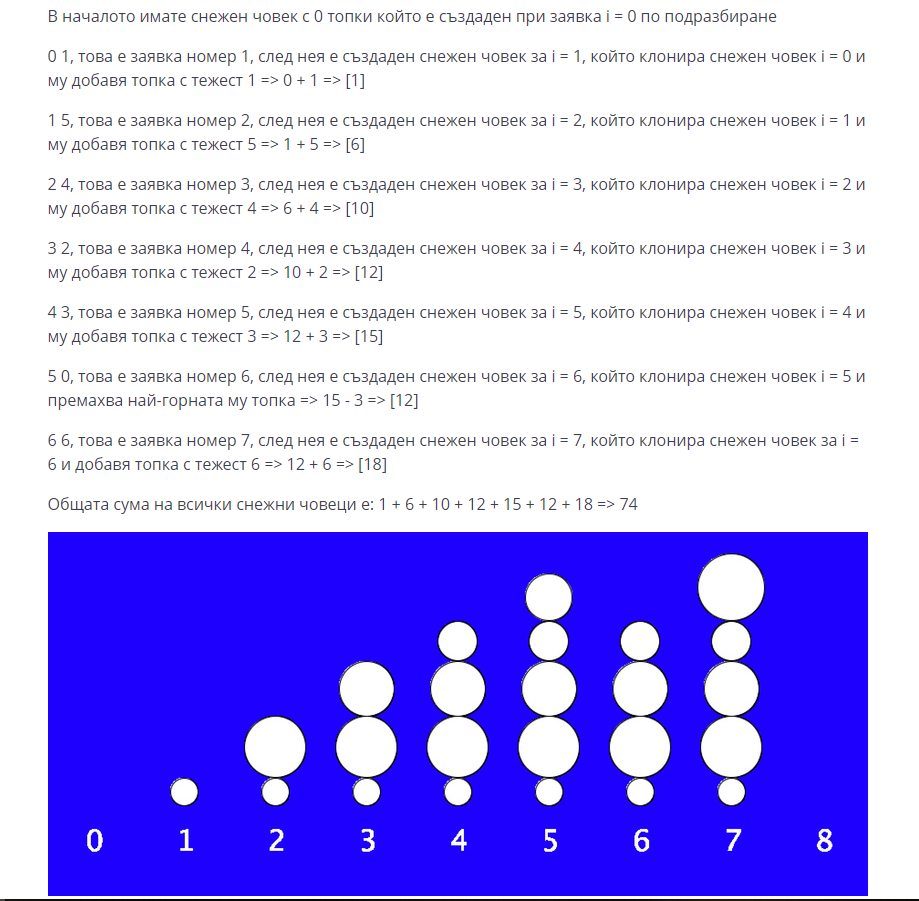 В началото имате снежен човек с 0 топки който е създаден при заявка i = 0 по подразбиране
0 1, това е заявка номер 1, след нея е създаден снежен човек за i = 1, който клонира снежен човек i = 0 и
му добавя топка с тежест 1 => 0 + 1 => [1]
1 5, това е заявка номер 2, след нея е създаден снежен човек за i = 2, който клонира снежен човек i = 1 и
му добавя топка с тежест 5 => 1 + 5 => [6]
2 4, това е заявка номер 3, след нея е създаден снежен човек за i = 3, който клонира снежен човек i = 2 и
му добавя топка с тежест 4 => 6 + 4 => [10]
3 2, това е заявка номер 4, след нея е създаден снежен човек за i = 4, който клонира снежен човек i = 3 и
му добавя топка с тежест 2 => 10 + 2 => [12]
4 3, това е заявка номер 5, след нея е създаден снежен човек за i = 5, който клонира снежен човек i = 4 и
му добавя топка с тежест 3 => 12 + 3 => [15]
5 0, това е заявка номер 6, след нея е създаден снежен човек за i = 6, който клонира снежен човек i = 5 и
премахва най-горната му топка => 15 - 3 => [12]
6 6, това е заявка номер 7, след нея е създаден снежен човек за i = 7, който клонира снежен човек за i =
6 и добавя топка с тежест 6 => 12 + 6 => [18]
Общата сума на всички снежни човеци е: 1 + 6 + 10 + 12 + 15 + 12 + 18 => 74
0 1 2 3 4 5 6 7 8